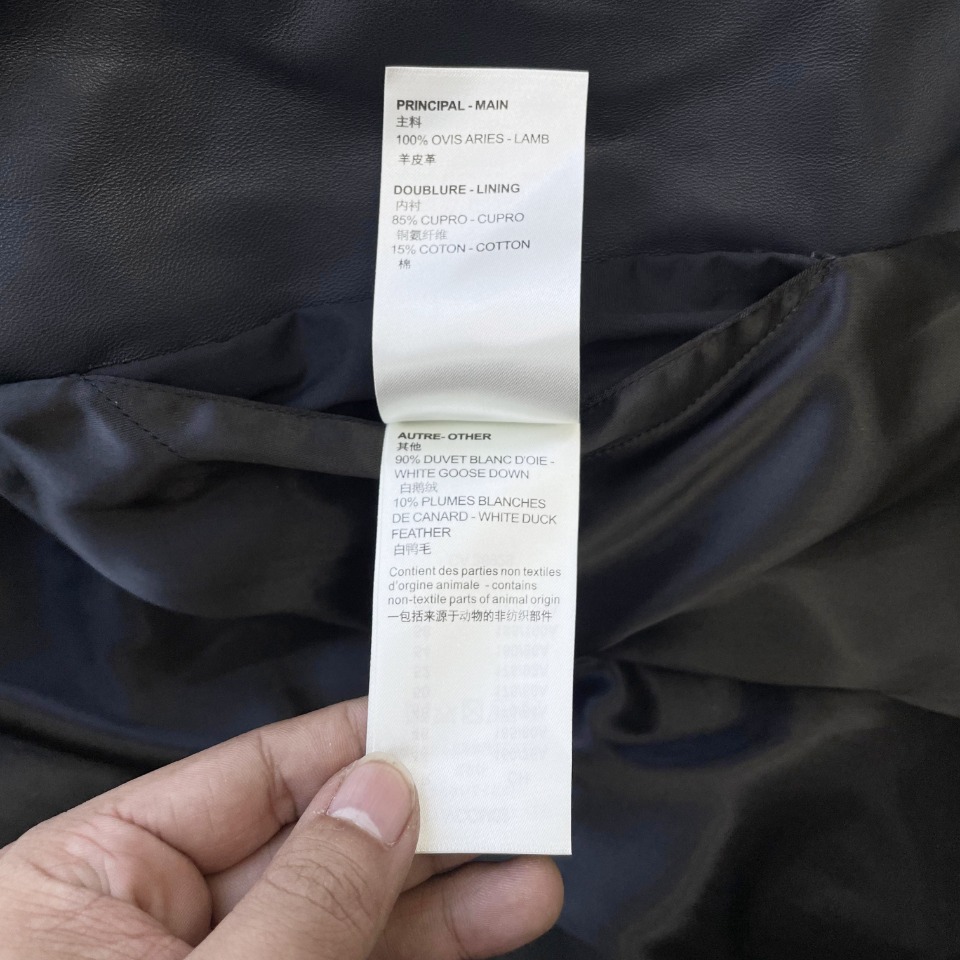 PRINCIPAL - MAIN
主料
100% OVIS ARIES - LAMB
羊皮革
DOUBLURE - LINING
内衬
85% CUPRO - CUPRO
铜氨纤维
15% COTON - COTTON
棉
AUTRE- OTHER
其他
90% DUVET BLANC D'OIE -
WHITE GOOSE DOWN
白鹅绒
10% PLUMES BLANCHES
DE CANARD - WHITE DUCK
FEATHER
白鸭毛
Contient des parties non textiles
d'orgine animale - contains
non-textile parts of animal origin
一包括来源于动物的非纺织部件